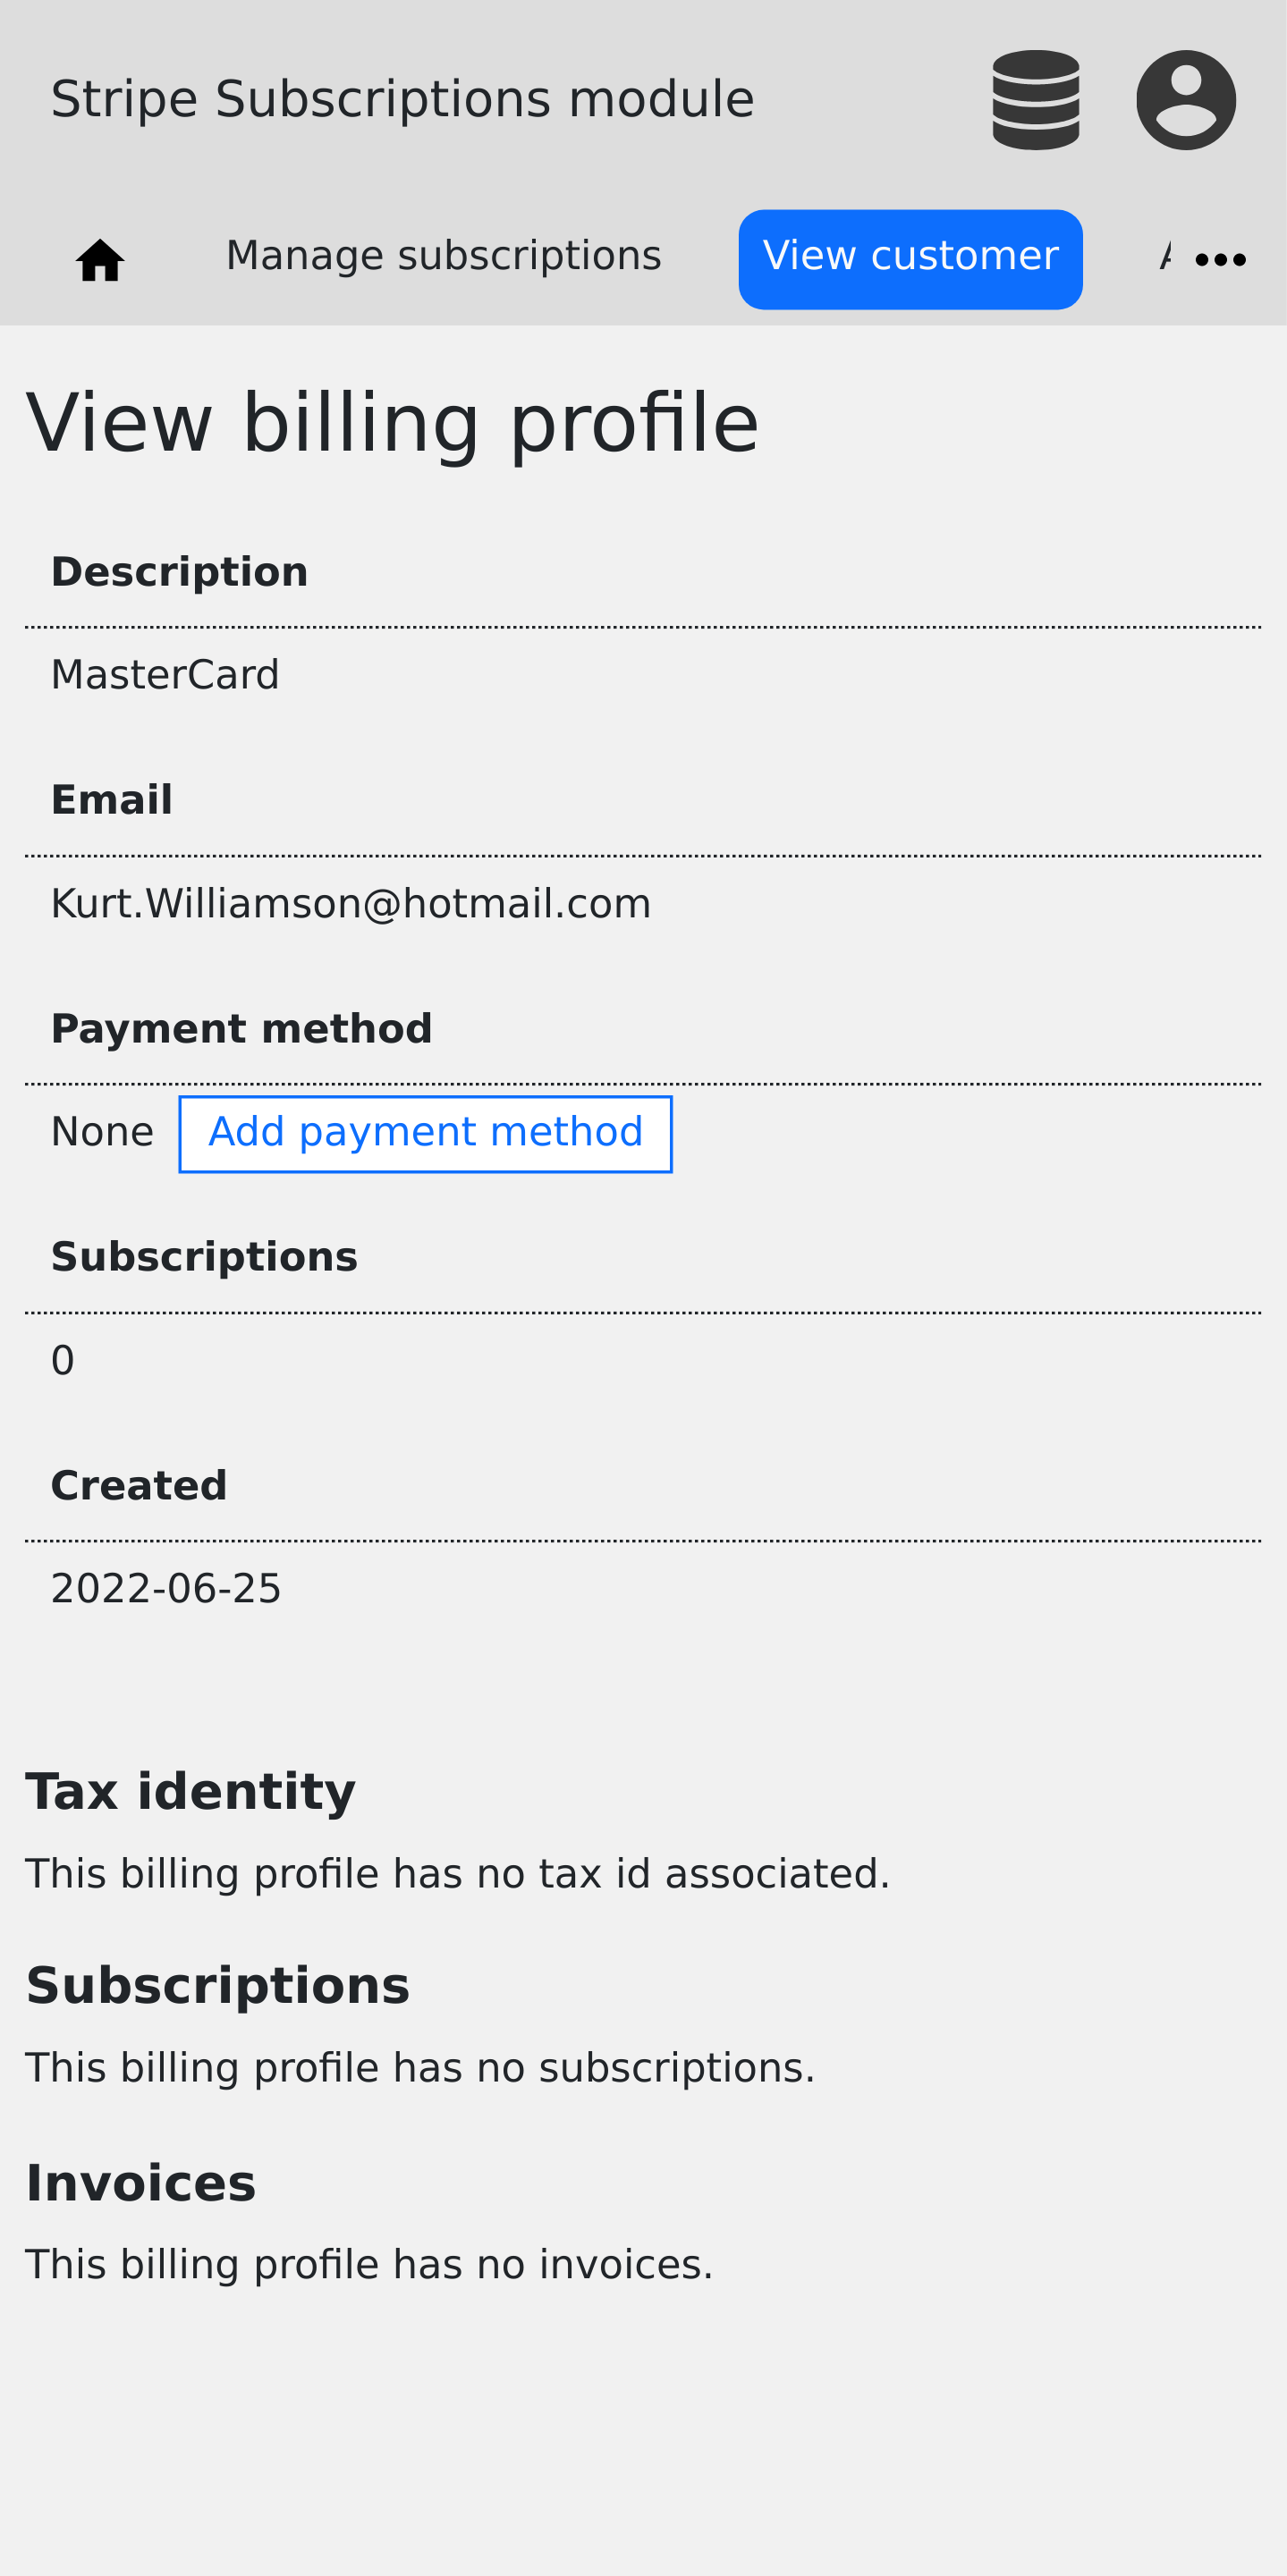 Stripe Subscriptions module
Manage subscriptions View customer
View billing profile
Description
MasterCard
Email
Kurt.Williamson@hotmail.com
Payment method
None Add payment method
Subscriptions
0
Created
2022-06-25
Tax identity
This billing profile has no tax id associated.
Subscriptions
This billing profile has no subscriptions.
Invoices
This billing profile has no invoices.